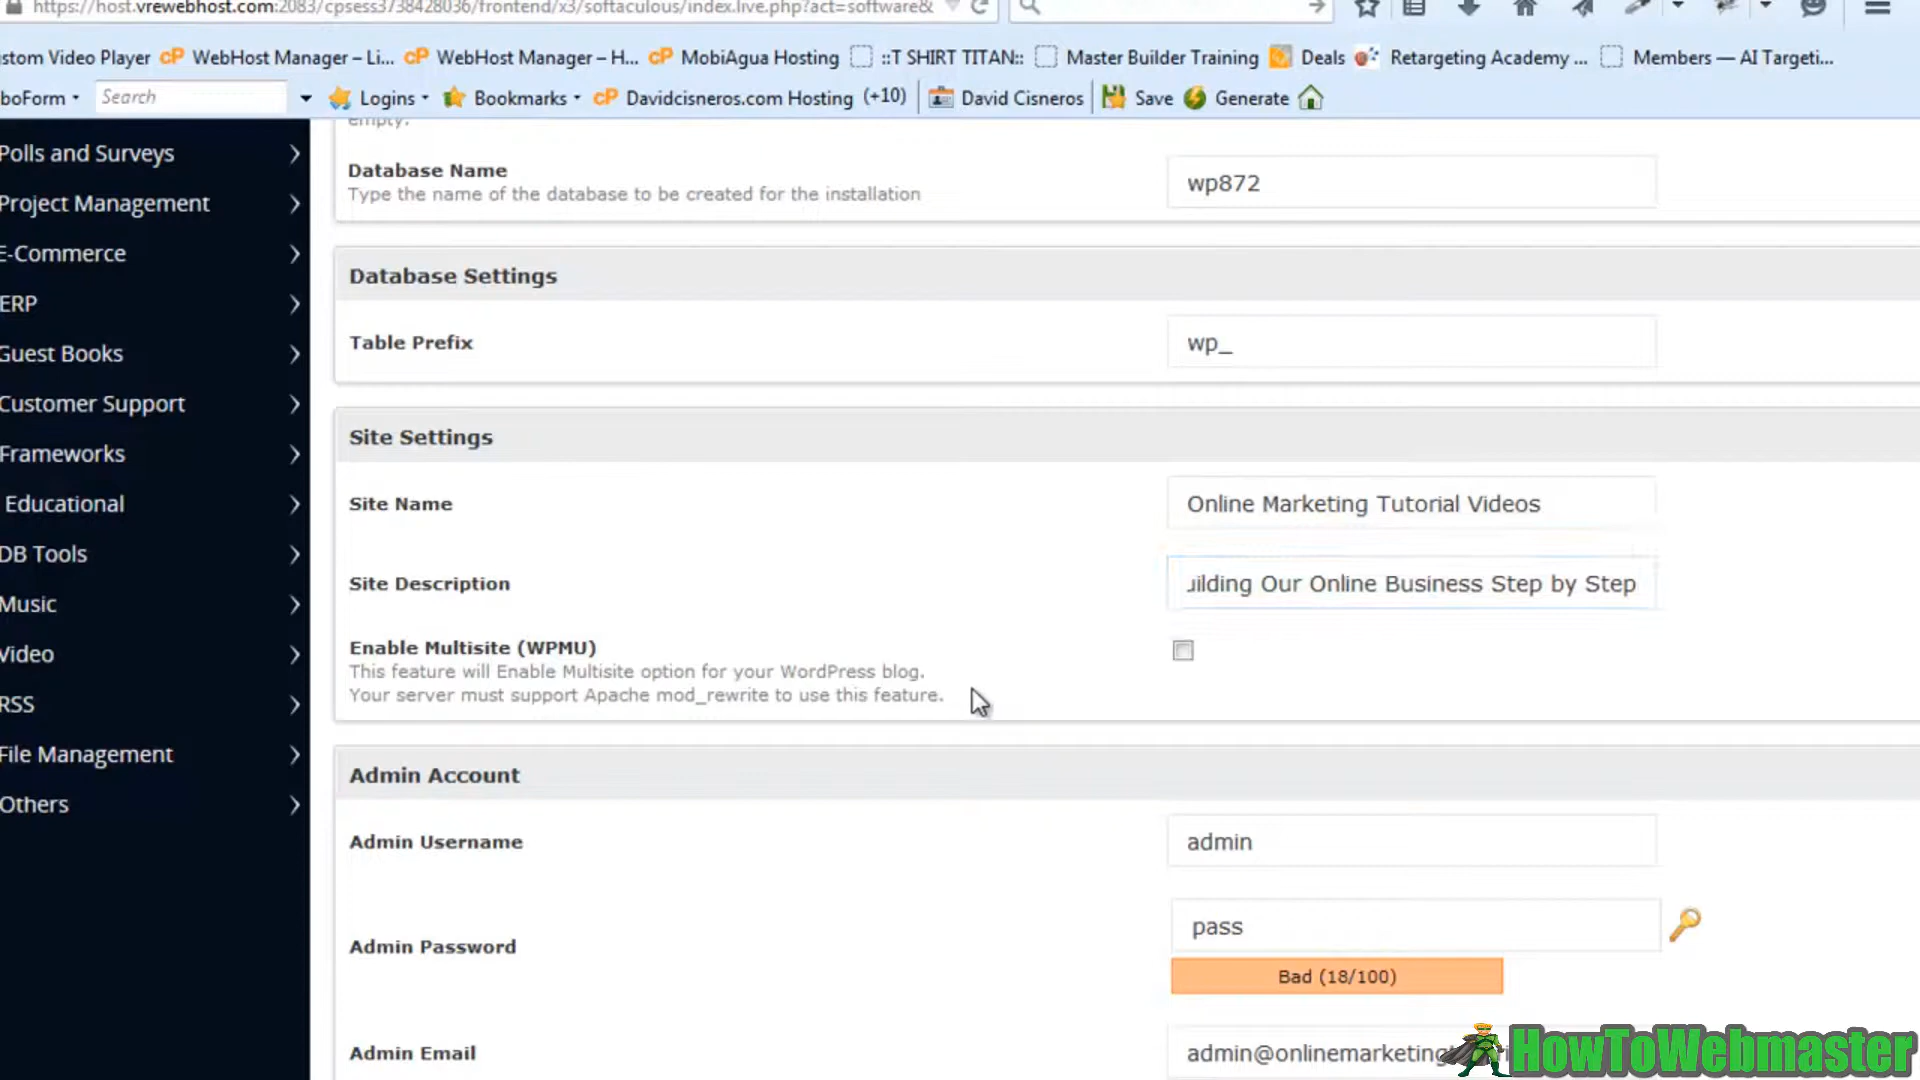 https://host.vrewebhost.com:2083/cpsess3738428036/frontend/x3/softaculous/index.live.php?act=software&
stom Video Player cP WebHost Manager – Li... cP WebHost Manager – H... cP MobiAgua Hosting ::T SHIRT TITAN:: Master Builder Training Deals Retargeting Academy ... Members — AI Targeti...
boForm Search Logins Bookmarks cP Davidcisneros.com Hosting (+10) David Cisneros Save Generate
empty.
Polls and Surveys
Project Management
E-Commerce
ERP
Guest Books
Customer Support
Frameworks
Educational
DB Tools
Music
Video
RSS
File Management
Others
Database Name
Type the name of the database to be created for the installation
wp872
Database Settings
Table Prefix
wp_
Site Settings
Site Name
Online Marketing Tutorial Videos
Site Description
uilding Our Online Business Step by Step
Enable Multisite (WPMU)
This feature will Enable Multisite option for your WordPress blog.
Your server must support Apache mod_rewrite to use this feature.
Admin Account
Admin Username
admin
Admin Password
pass
Bad (18/100)
Admin Email
admin@onlinemarketing
HowToWebmaster